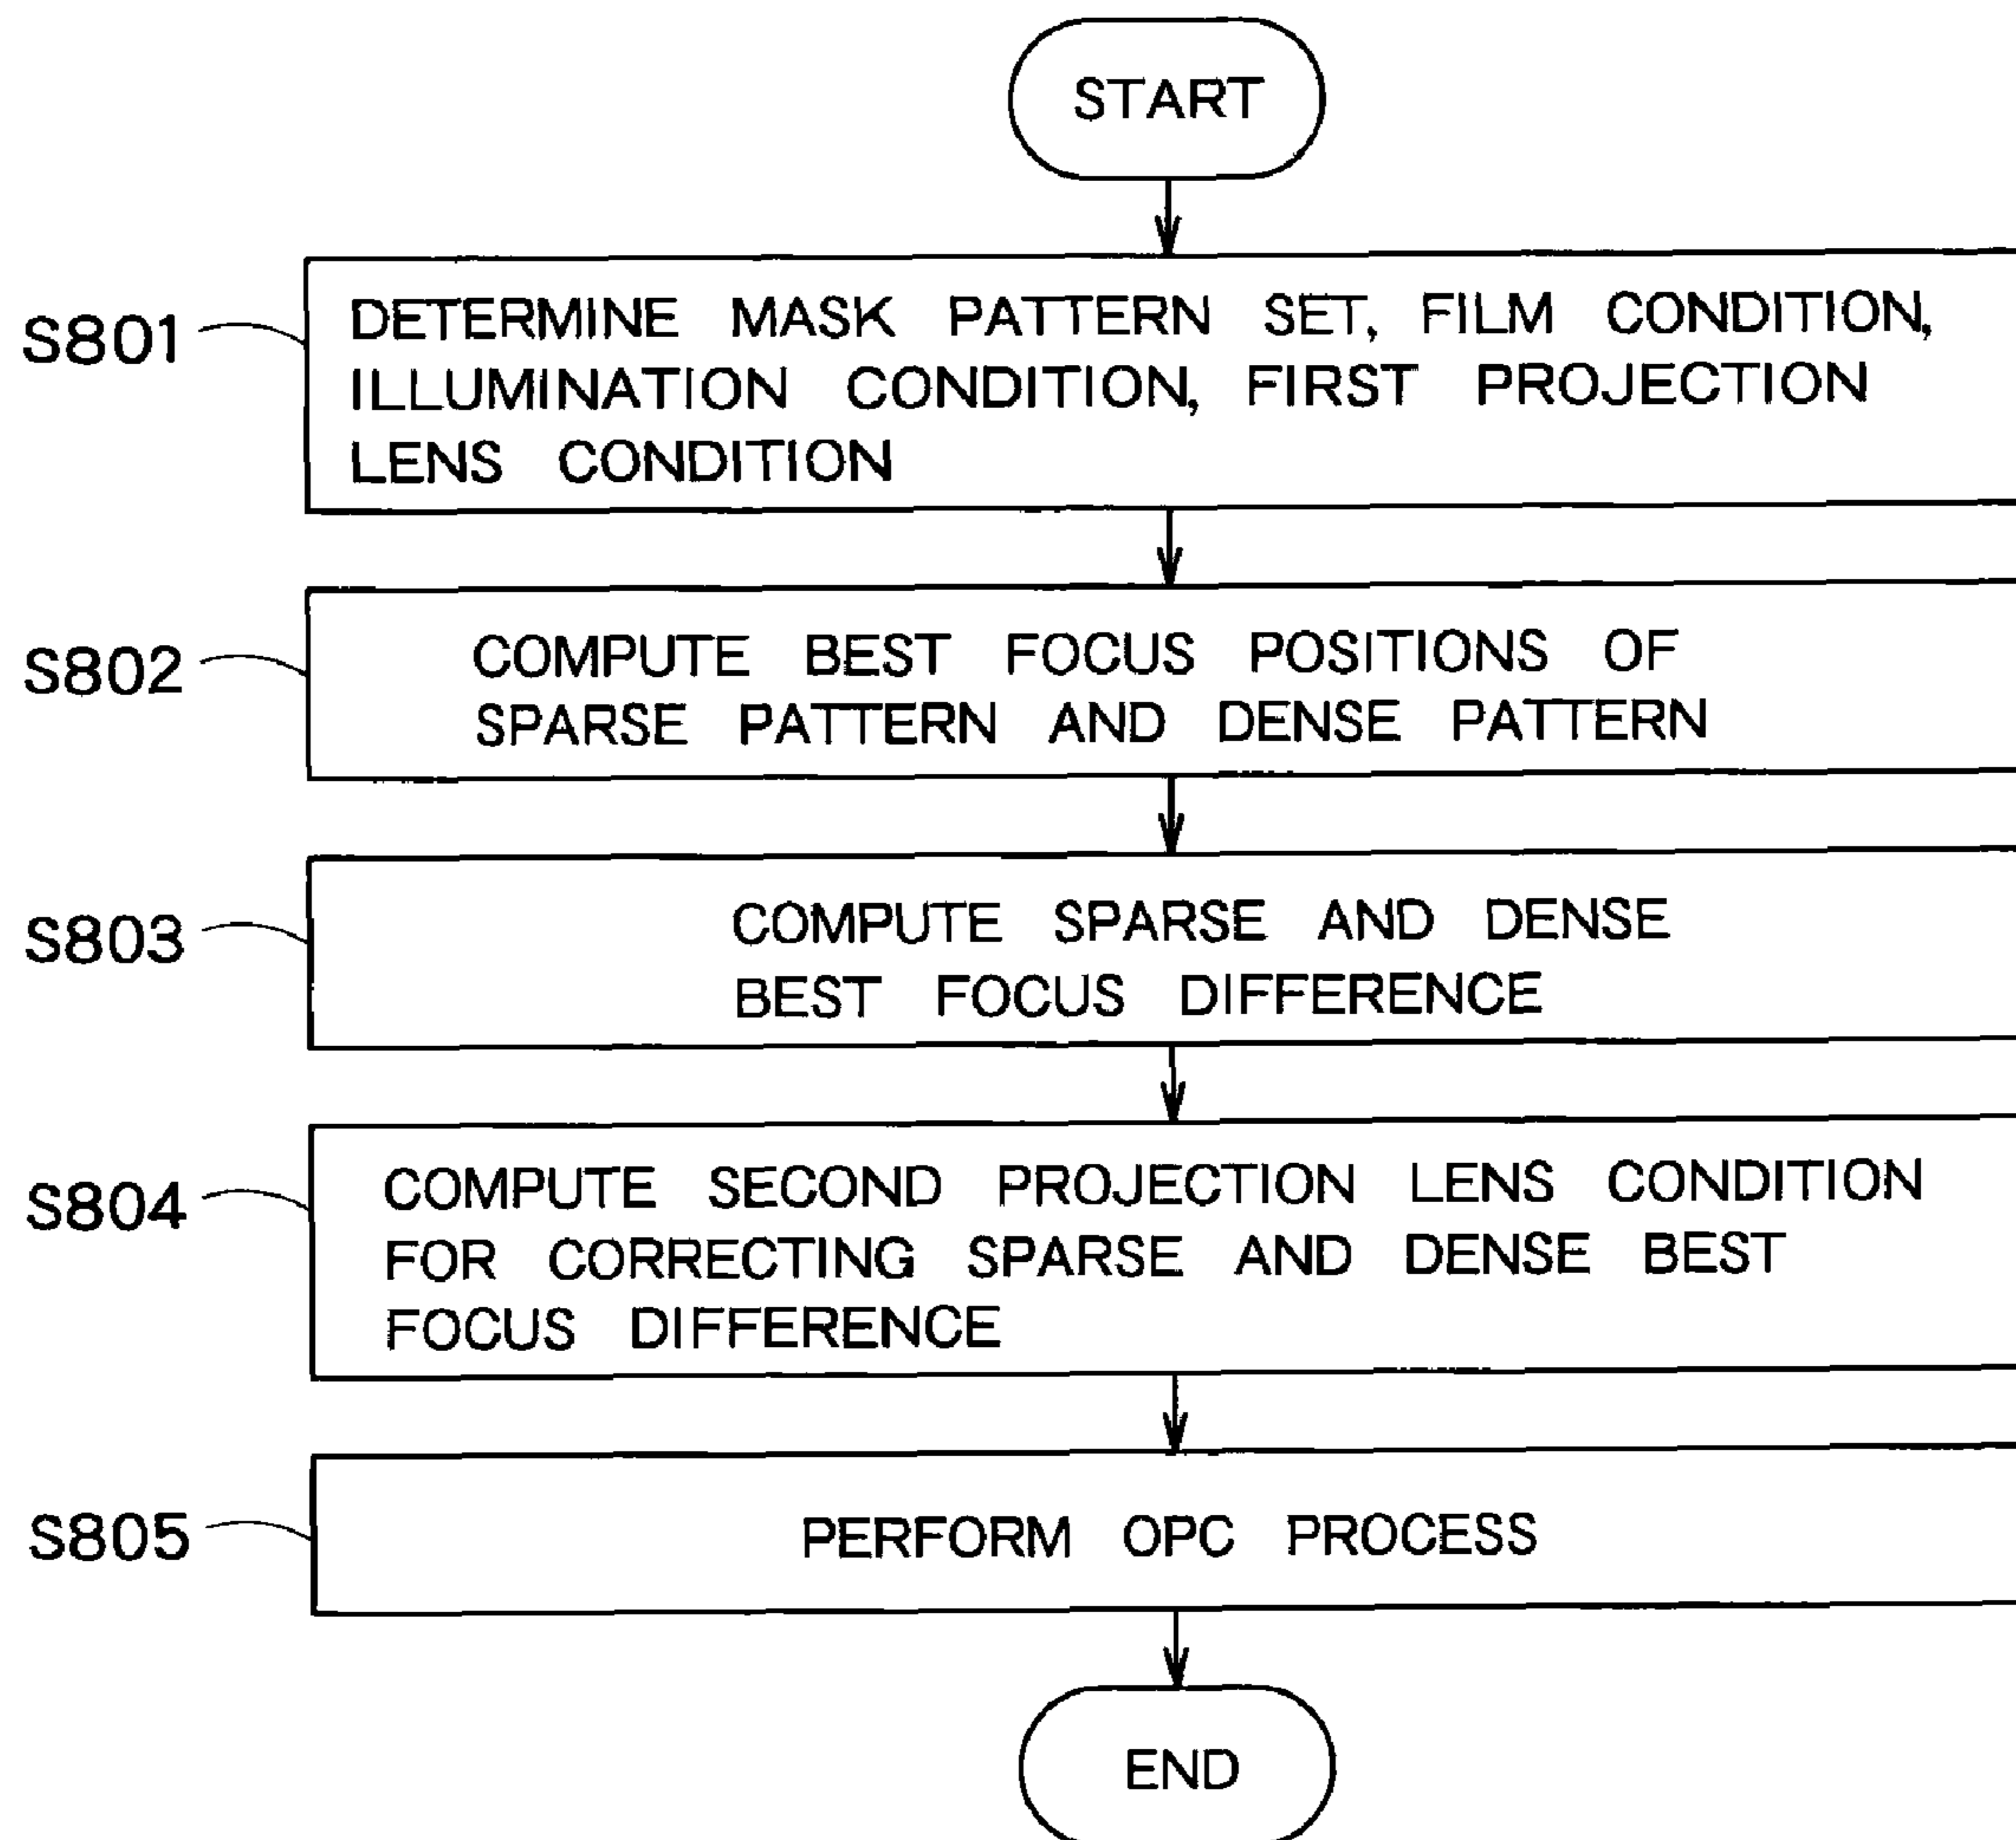 START
S801
DETERMINE MASK PATTERN SET, FILM CONDITION,
ILLUMINATION CONDITION, FIRST PROJECTION
LENS CONDITION
S802
COMPUTE BEST FOCUS POSITIONS OF
SPARSE PATTERN AND DENSE PATTERN
S803
COMPUTE SPARSE AND DENSE
BEST FOCUS DIFFERENCE
S804
COMPUTE SECOND PROJECTION LENS CONDITION
FOR CORRECTING SPARSE AND DENSE BEST
FOCUS DIFFERENCE
S805
PERFORM OPC PROCESS
END